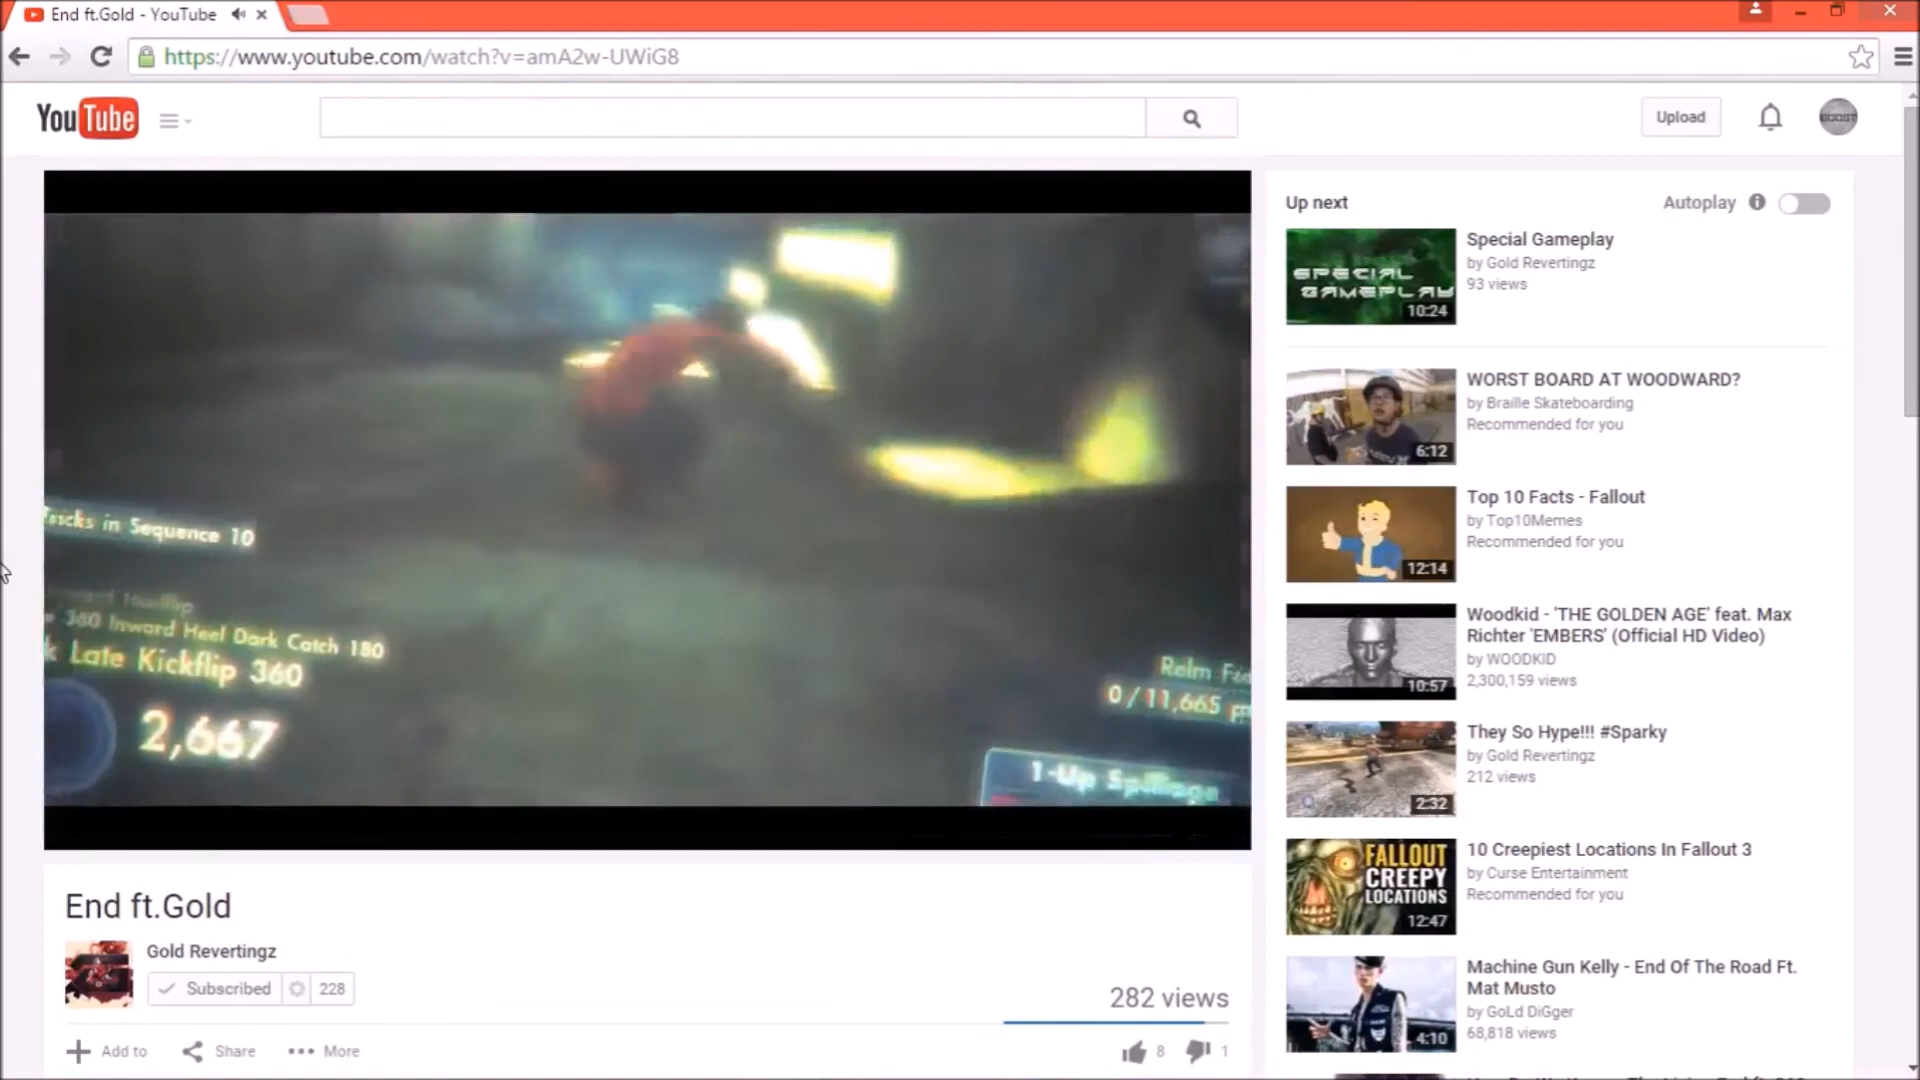 End ft.Gold - YouTube
https://www.youtube.com/watch?v=amA2w-UWiG8
YouTube
Upload
BOOST
Tricks in Sequence 10
360 Inward Heel Dark Catch 180
Late Kickflip 360
2,667
0/11,665
1-Up
End ft.Gold
Gold Revertingz
Subscribed 228
282 views
Add to Share More
8 1
Up next
Autoplay
SPECIAL
GAMEPLAY
10:24
Special Gameplay
by Gold Revertingz
93 views
6:12
WORST BOARD AT WOODWARD?
by Braille Skateboarding
Recommended for you
12:14
Top 10 Facts - Fallout
by Top10Memes
Recommended for you
10:57
Woodkid - 'THE GOLDEN AGE' feat. Max
Richter 'EMBERS' (Official HD Video)
by WOODKID
2,300,159 views
2:32
They So Hype!!! #Sparky
by Gold Revertingz
212 views
FALLOUT
CREEPY
LOCATIONS
12:47
10 Creepiest Locations In Fallout 3
by Curse Entertainment
Recommended for you
4:10
Machine Gun Kelly - End Of The Road Ft.
Mat Musto
by GoLd DiGger
68,818 views